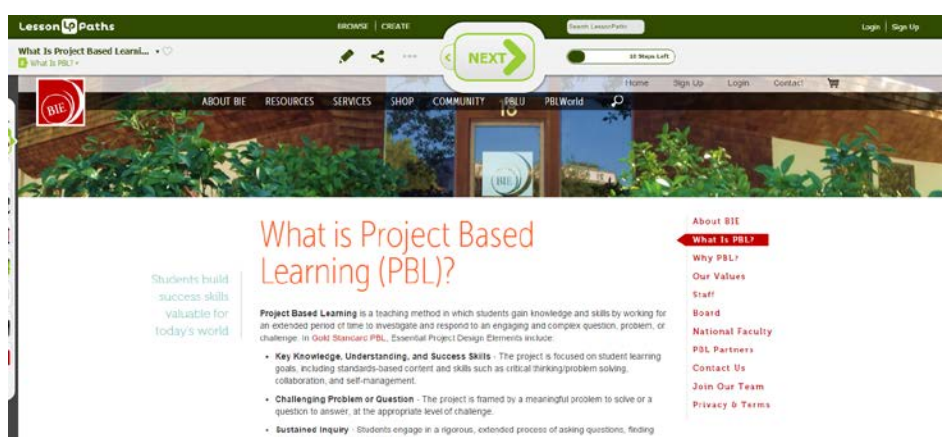 Lesson LP Paths
BROWSE | CREATE
Search LessonPaths
Login | Sign Up
What Is Project Based Learni...
What Is PBL?
NEXT
10 Steps Left
Home Sign Up Login Contact
BIE
ABOUT BIE RESOURCES SERVICES SHOP COMMUNITY PBLU PBLWorld
18
BIE
What is Project Based
Learning (PBL)?
Students build
success skills
valuable for
today's world
Project Based Learning is a teaching method in which students gain knowledge and skills by working for
an extended period of time to investigate and respond to an engaging and complex question, problem, or
challenge. In Gold Standard PBL, Essential Project Design Elements include:
• Key Knowledge, Understanding, and Success Skills - The project is focused on student learning
goals, including standards-based content and skills such as critical thinking/problem solving,
collaboration, and self-management.
• Challenging Problem or Question - The project is framed by a meaningful problem to solve or a
question to answer, at the appropriate level of challenge.
• Sustained Inquiry - Students engage in a rigorous, extended process of asking questions, finding
About BIE
What Is PBL?
Why PBL?
Our Values
Staff
Board
National Faculty
PBL Partners
Contact Us
Join Our Team
Privacy & Terms